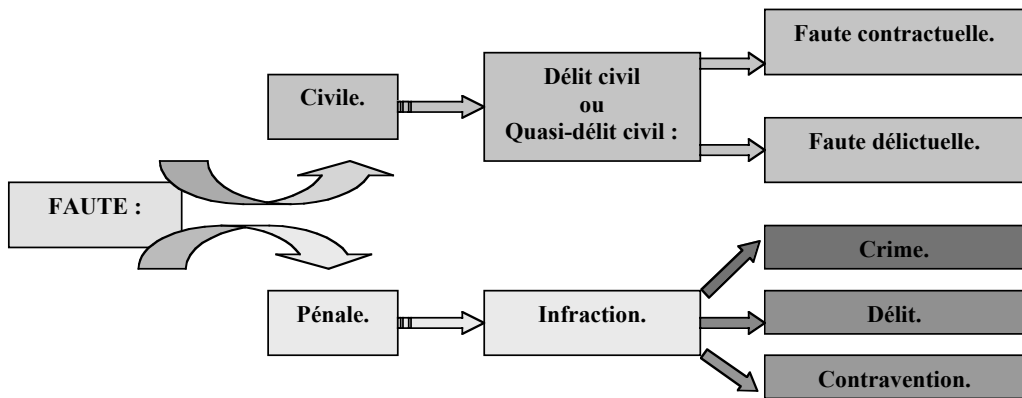 FAUTE :
Civile.
Délit civil
ou
Quasi-délit civil :
Faute contractuelle.
Faute délictuelle.
Pénale.
Infraction.
Crime.
Délit.
Contravention.